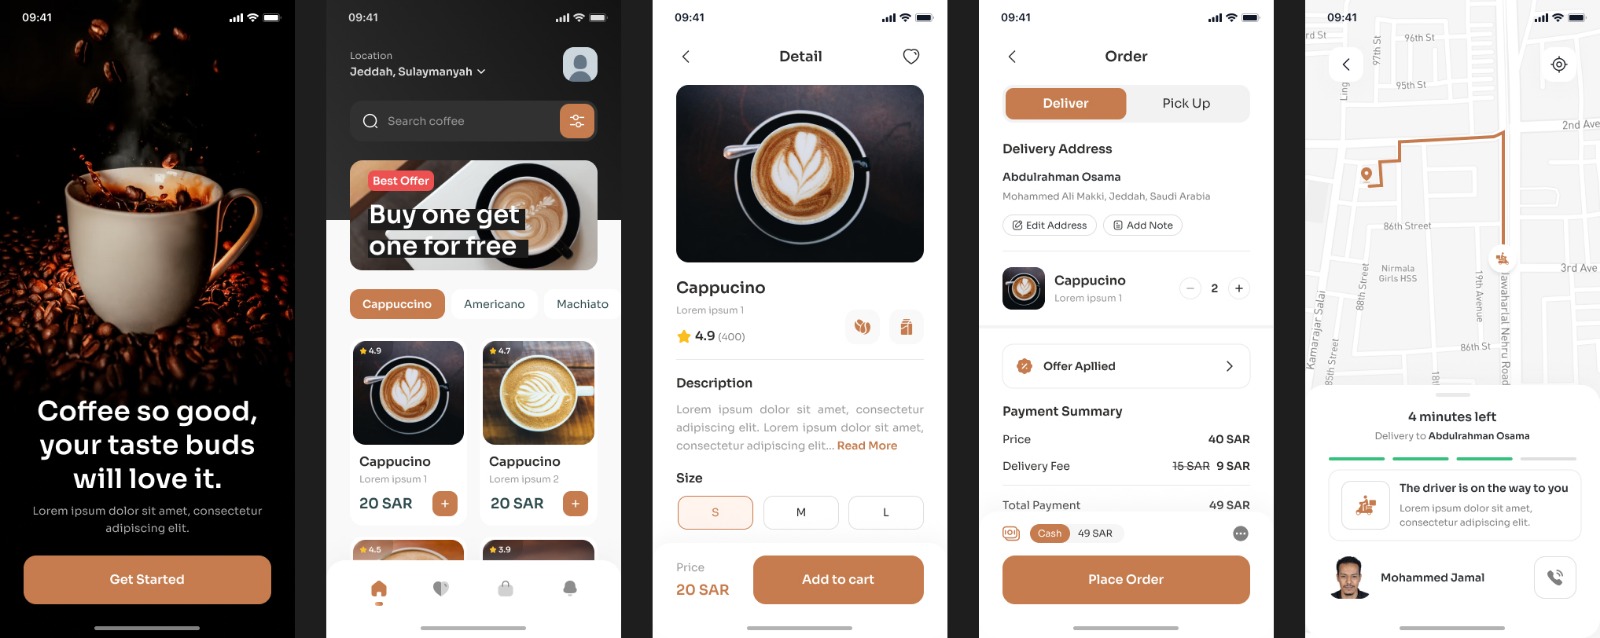 09:41
Coffee so good,
your taste buds
will love it.
Lorem ipsum dolor sit amet, consectetur
adipiscing elit.
Get Started
09:41
Location
Jeddah, Sulaymanyah
Search coffee
Best Offer
Buy one get
one for free
Cappuccino
Americano
Machiato
4.9
Cappucino
Lorem ipsum 1
20 SAR
+
4.7
Cappucino
Lorem ipsum 2
20 SAR
+
4.5
3.9
09:41
Detail
Cappucino
Lorem ipsum 1
4.9 (400)
Description
Lorem ipsum dolor sit amet, consectetur
adipiscing elit. Lorem ipsum dolor sit amet,
consectetur adipiscing elit... Read More
Size
S
M
L
Price
20 SAR
Add to cart
09:41
Order
Deliver
Pick Up
Delivery Address
Abdulrahman Osama
Mohammed Ali Makki, Jeddah, Saudi Arabia
Edit Address
Add Note
Cappucino
Lorem ipsum 1
− 2 +
Offer Apllied
Payment Summary
Price 40 SAR
Delivery Fee 15 SAR 9 SAR
Total Payment 49 SAR
Cash 49 SAR
Place Order
09:41
rd St
96th St
97th St
95th St
Ling
2nd Ave
86th Street
Nirmala
Girls HSS
3rd Ave
88th Street
19th Avenue
Jawaharlal Nehru Road
Kamarajar Salai
85th Street
86th St
18t
4 minutes left
Delivery to Abdulrahman Osama
The driver is on the way to you
Lorem ipsum dolor sit amet,
consectetur adipiscing elit.
Mohammed Jamal